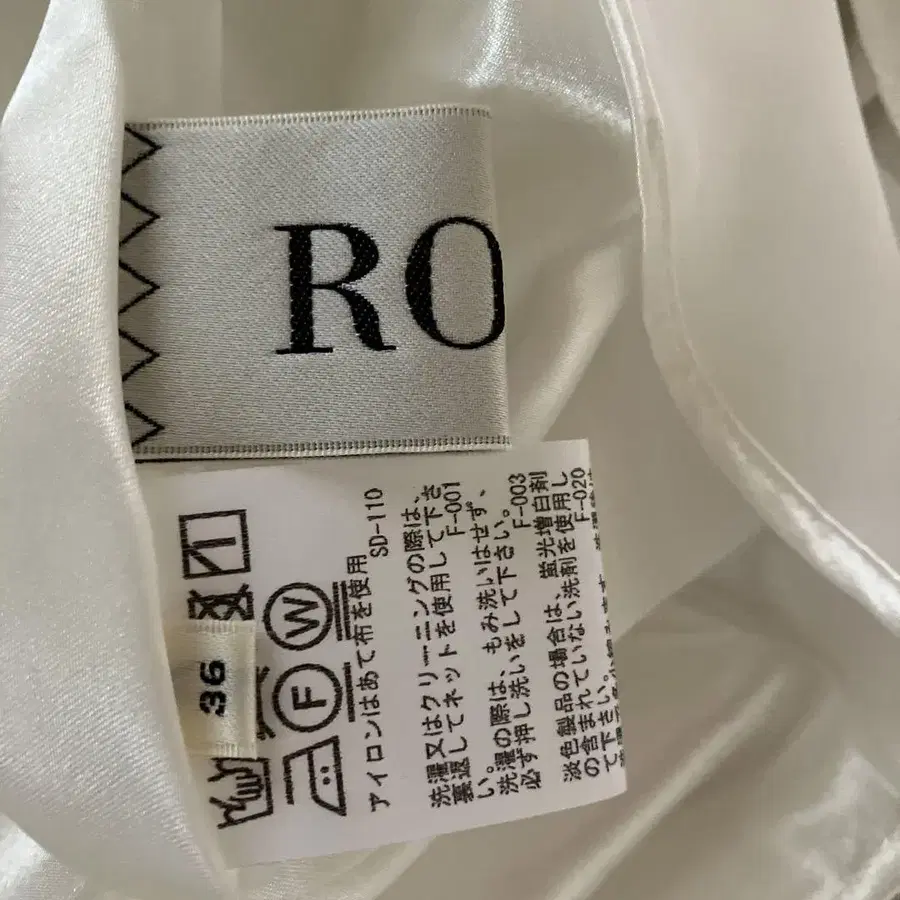 RO
36
W
F
アイロンはあて布を使用
SD-110
洗濯又はクリーニングの際は、
裏返してネットを使用して下さ
い。
F-001
洗濯の際は、もみ洗いはせず、
必ず押し洗いをして下さい。
F-003
淡色製品の場合は、蛍光増白剤
の含まれていない洗剤を使用し
て下さい。
F-020